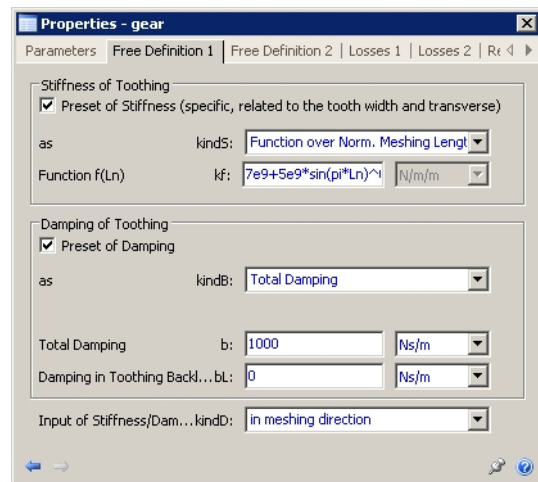 Properties - gear
Parameters Free Definition 1 Free Definition 2 Losses 1 Losses 2
Stiffness of Toothing
Preset of Stiffness (specific, related to the tooth width and transverse)
as kindS: Function over Norm. Meshing Lengt
Function f(Ln) kf: 7e9+5e9*sin(pi*Ln)^ N/m/m
Damping of Toothing
Preset of Damping
as kindB: Total Damping
Total Damping b: 1000 Ns/m
Damping in Toothing Backl...bL: 0 Ns/m
Input of Stiffness/Dam...kindD: in meshing direction